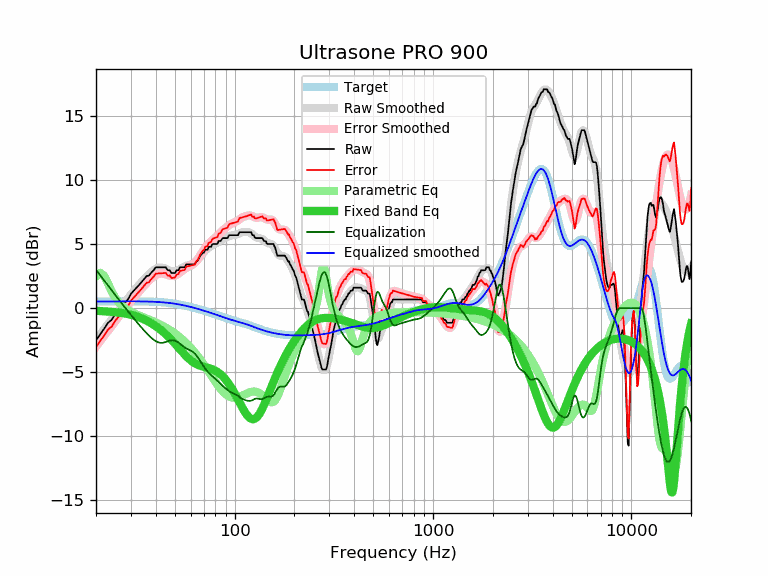 Ultrasone PRO 900
Target
Raw Smoothed
Error Smoothed
Raw
Error
Parametric Eq
Fixed Band Eq
Equalization
Equalized smoothed
Amplitude (dBr)
15
10
5
0
−5
−10
−15
100
1000
10000
Frequency (Hz)